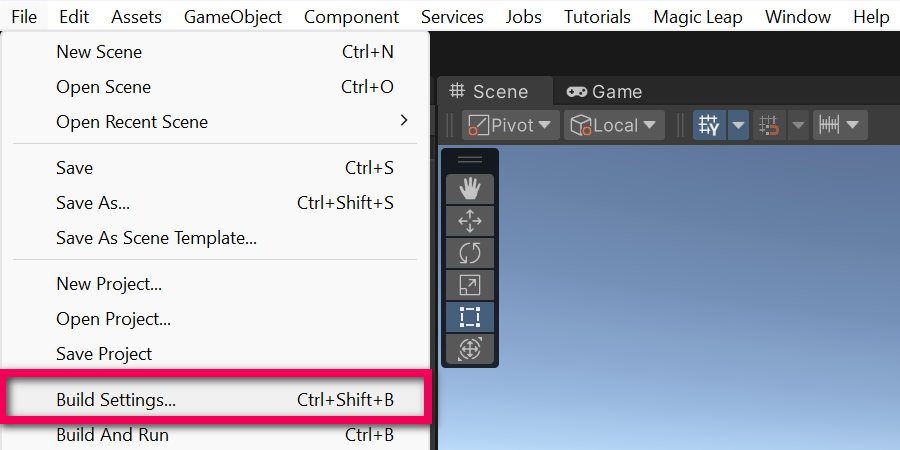 File Edit Assets GameObject Component Services Jobs Tutorials Magic Leap Window Help
New Scene Ctrl+N
Open Scene Ctrl+O
Open Recent Scene
Save Ctrl+S
Save As... Ctrl+Shift+S
Save As Scene Template...
New Project...
Open Project...
Save Project
Build Settings... Ctrl+Shift+B
Build And Run Ctrl+B
Scene Game
Pivot Local